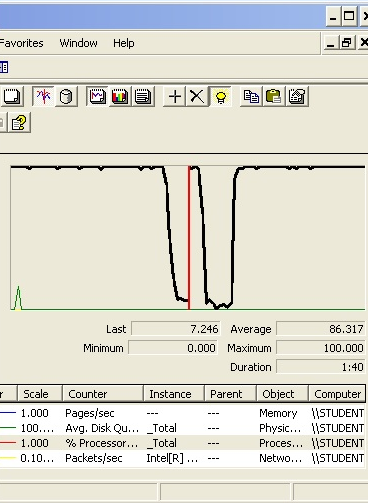 Favorites Window Help
Last 7.246 Average 86.317
Minimum 0.000 Maximum 100.000
Duration 1:40
Scale Counter Instance Parent Object Computer
1.000 Pages/sec --- --- Memory \\STUDENT
100.... Avg. Disk Qu... _Total --- Physic... \\STUDENT
1.000 % Processor... _Total --- Proces... \\STUDENT
0.10... Packets/sec Intel[R] ... --- Netwo... \\STUDENT